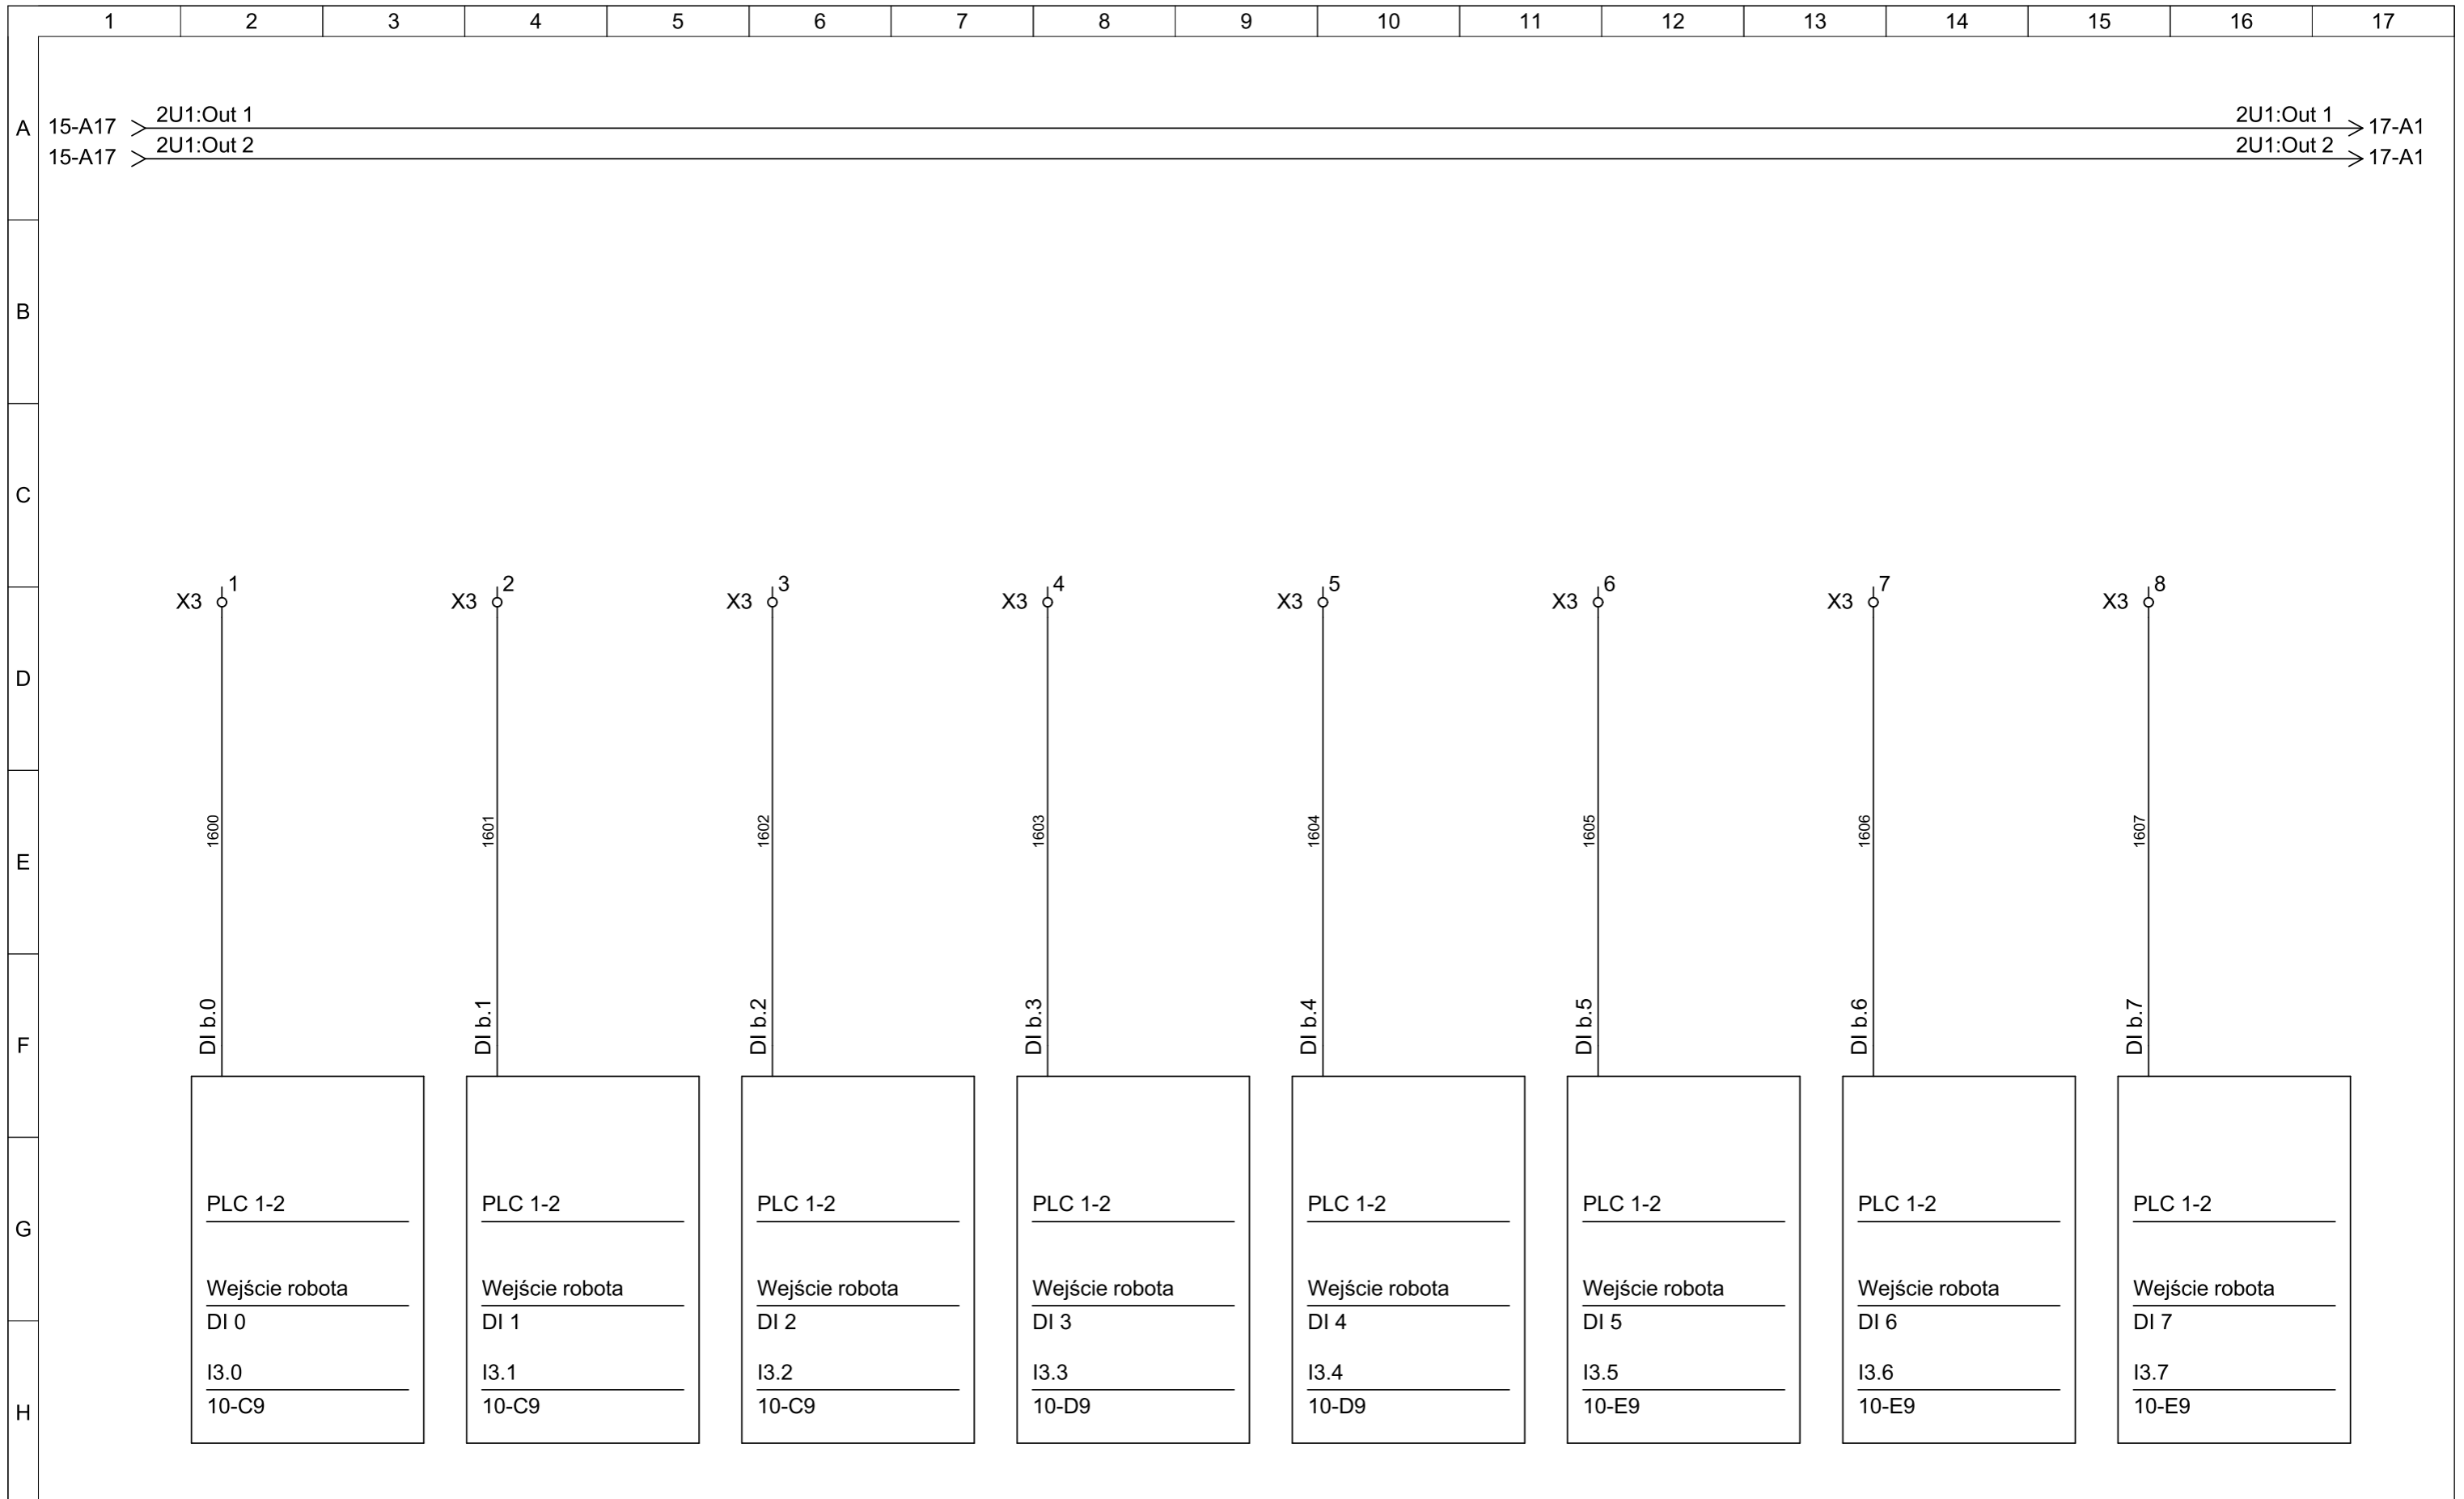 1 2 3 4 5 6 7 8 9 10 11 12 13 14 15 16 17
A
15-A17 2U1:Out 1 2U1:Out 1 17-A1
15-A17 2U1:Out 2 2U1:Out 2 17-A1
B
C
1 2 3 4 5 6 7 8
X3 X3 X3 X3 X3 X3 X3 X3
D
1600 1601 1602 1603 1604 1605 1606 1607
E
DI b.0 DI b.1 DI b.2 DI b.3 DI b.4 DI b.5 DI b.6 DI b.7
F
PLC 1-2 PLC 1-2 PLC 1-2 PLC 1-2 PLC 1-2 PLC 1-2 PLC 1-2 PLC 1-2
G
Wejście robota Wejście robota Wejście robota Wejście robota Wejście robota Wejście robota Wejście robota Wejście robota
DI 0 DI 1 DI 2 DI 3 DI 4 DI 5 DI 6 DI 7
I3.0 I3.1 I3.2 I3.3 I3.4 I3.5 I3.6 I3.7
H 10-C9 10-C9 10-C9 10-D9 10-D9 10-E9 10-E9 10-E9